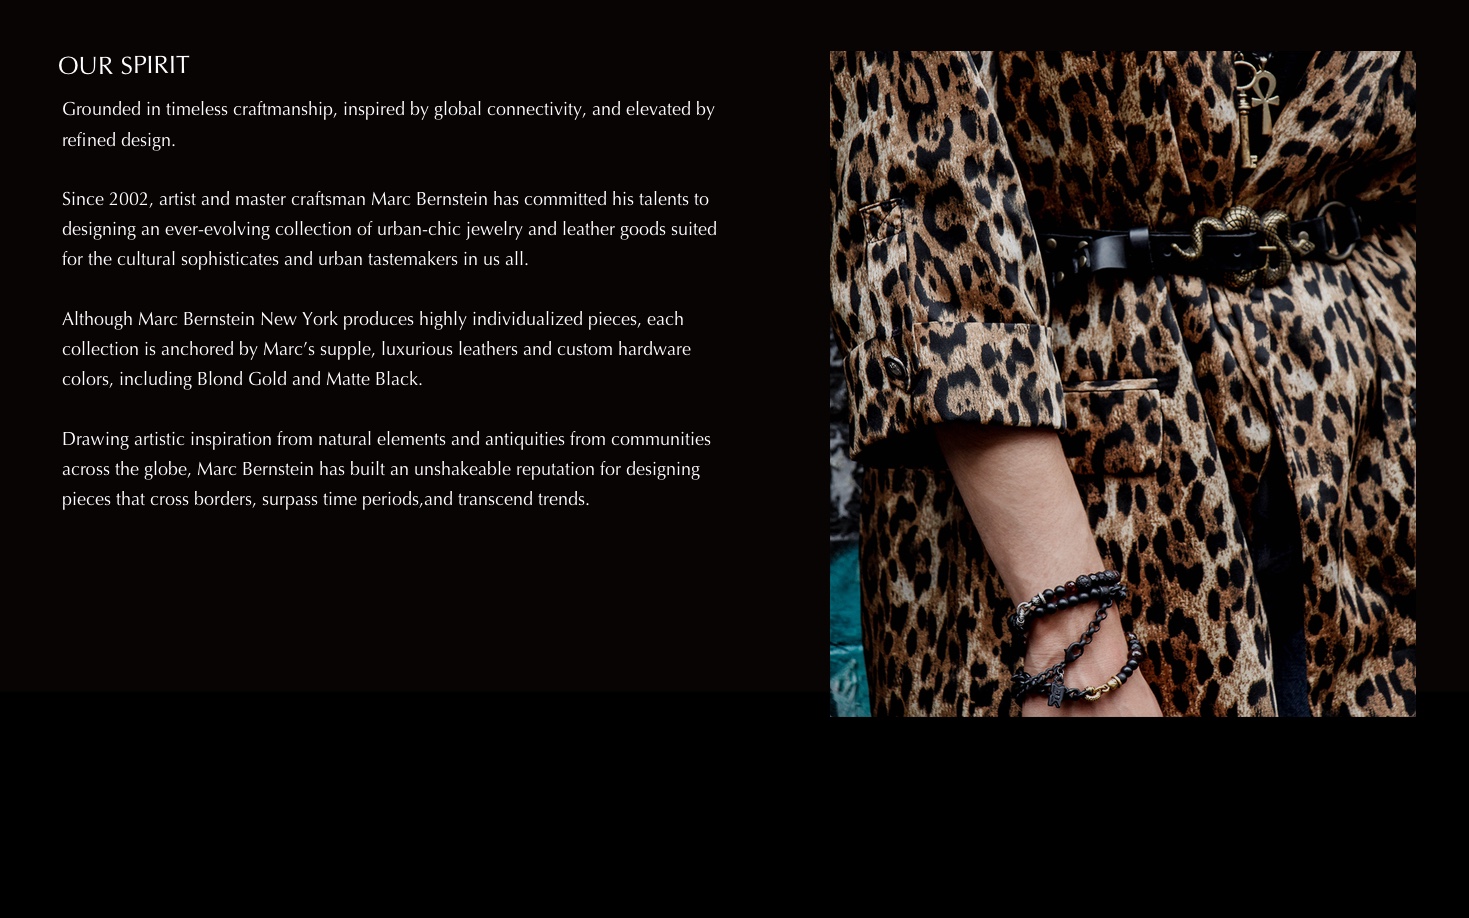 OUR SPIRIT
Grounded in timeless craftmanship, inspired by global connectivity, and elevated by
refined design.
Since 2002, artist and master craftsman Marc Bernstein has committed his talents to
designing an ever-evolving collection of urban-chic jewelry and leather goods suited
for the cultural sophisticates and urban tastemakers in us all.
Although Marc Bernstein New York produces highly individualized pieces, each
collection is anchored by Marc’s supple, luxurious leathers and custom hardware
colors, including Blond Gold and Matte Black.
Drawing artistic inspiration from natural elements and antiquities from communities
across the globe, Marc Bernstein has built an unshakeable reputation for designing
pieces that cross borders, surpass time periods,and transcend trends.